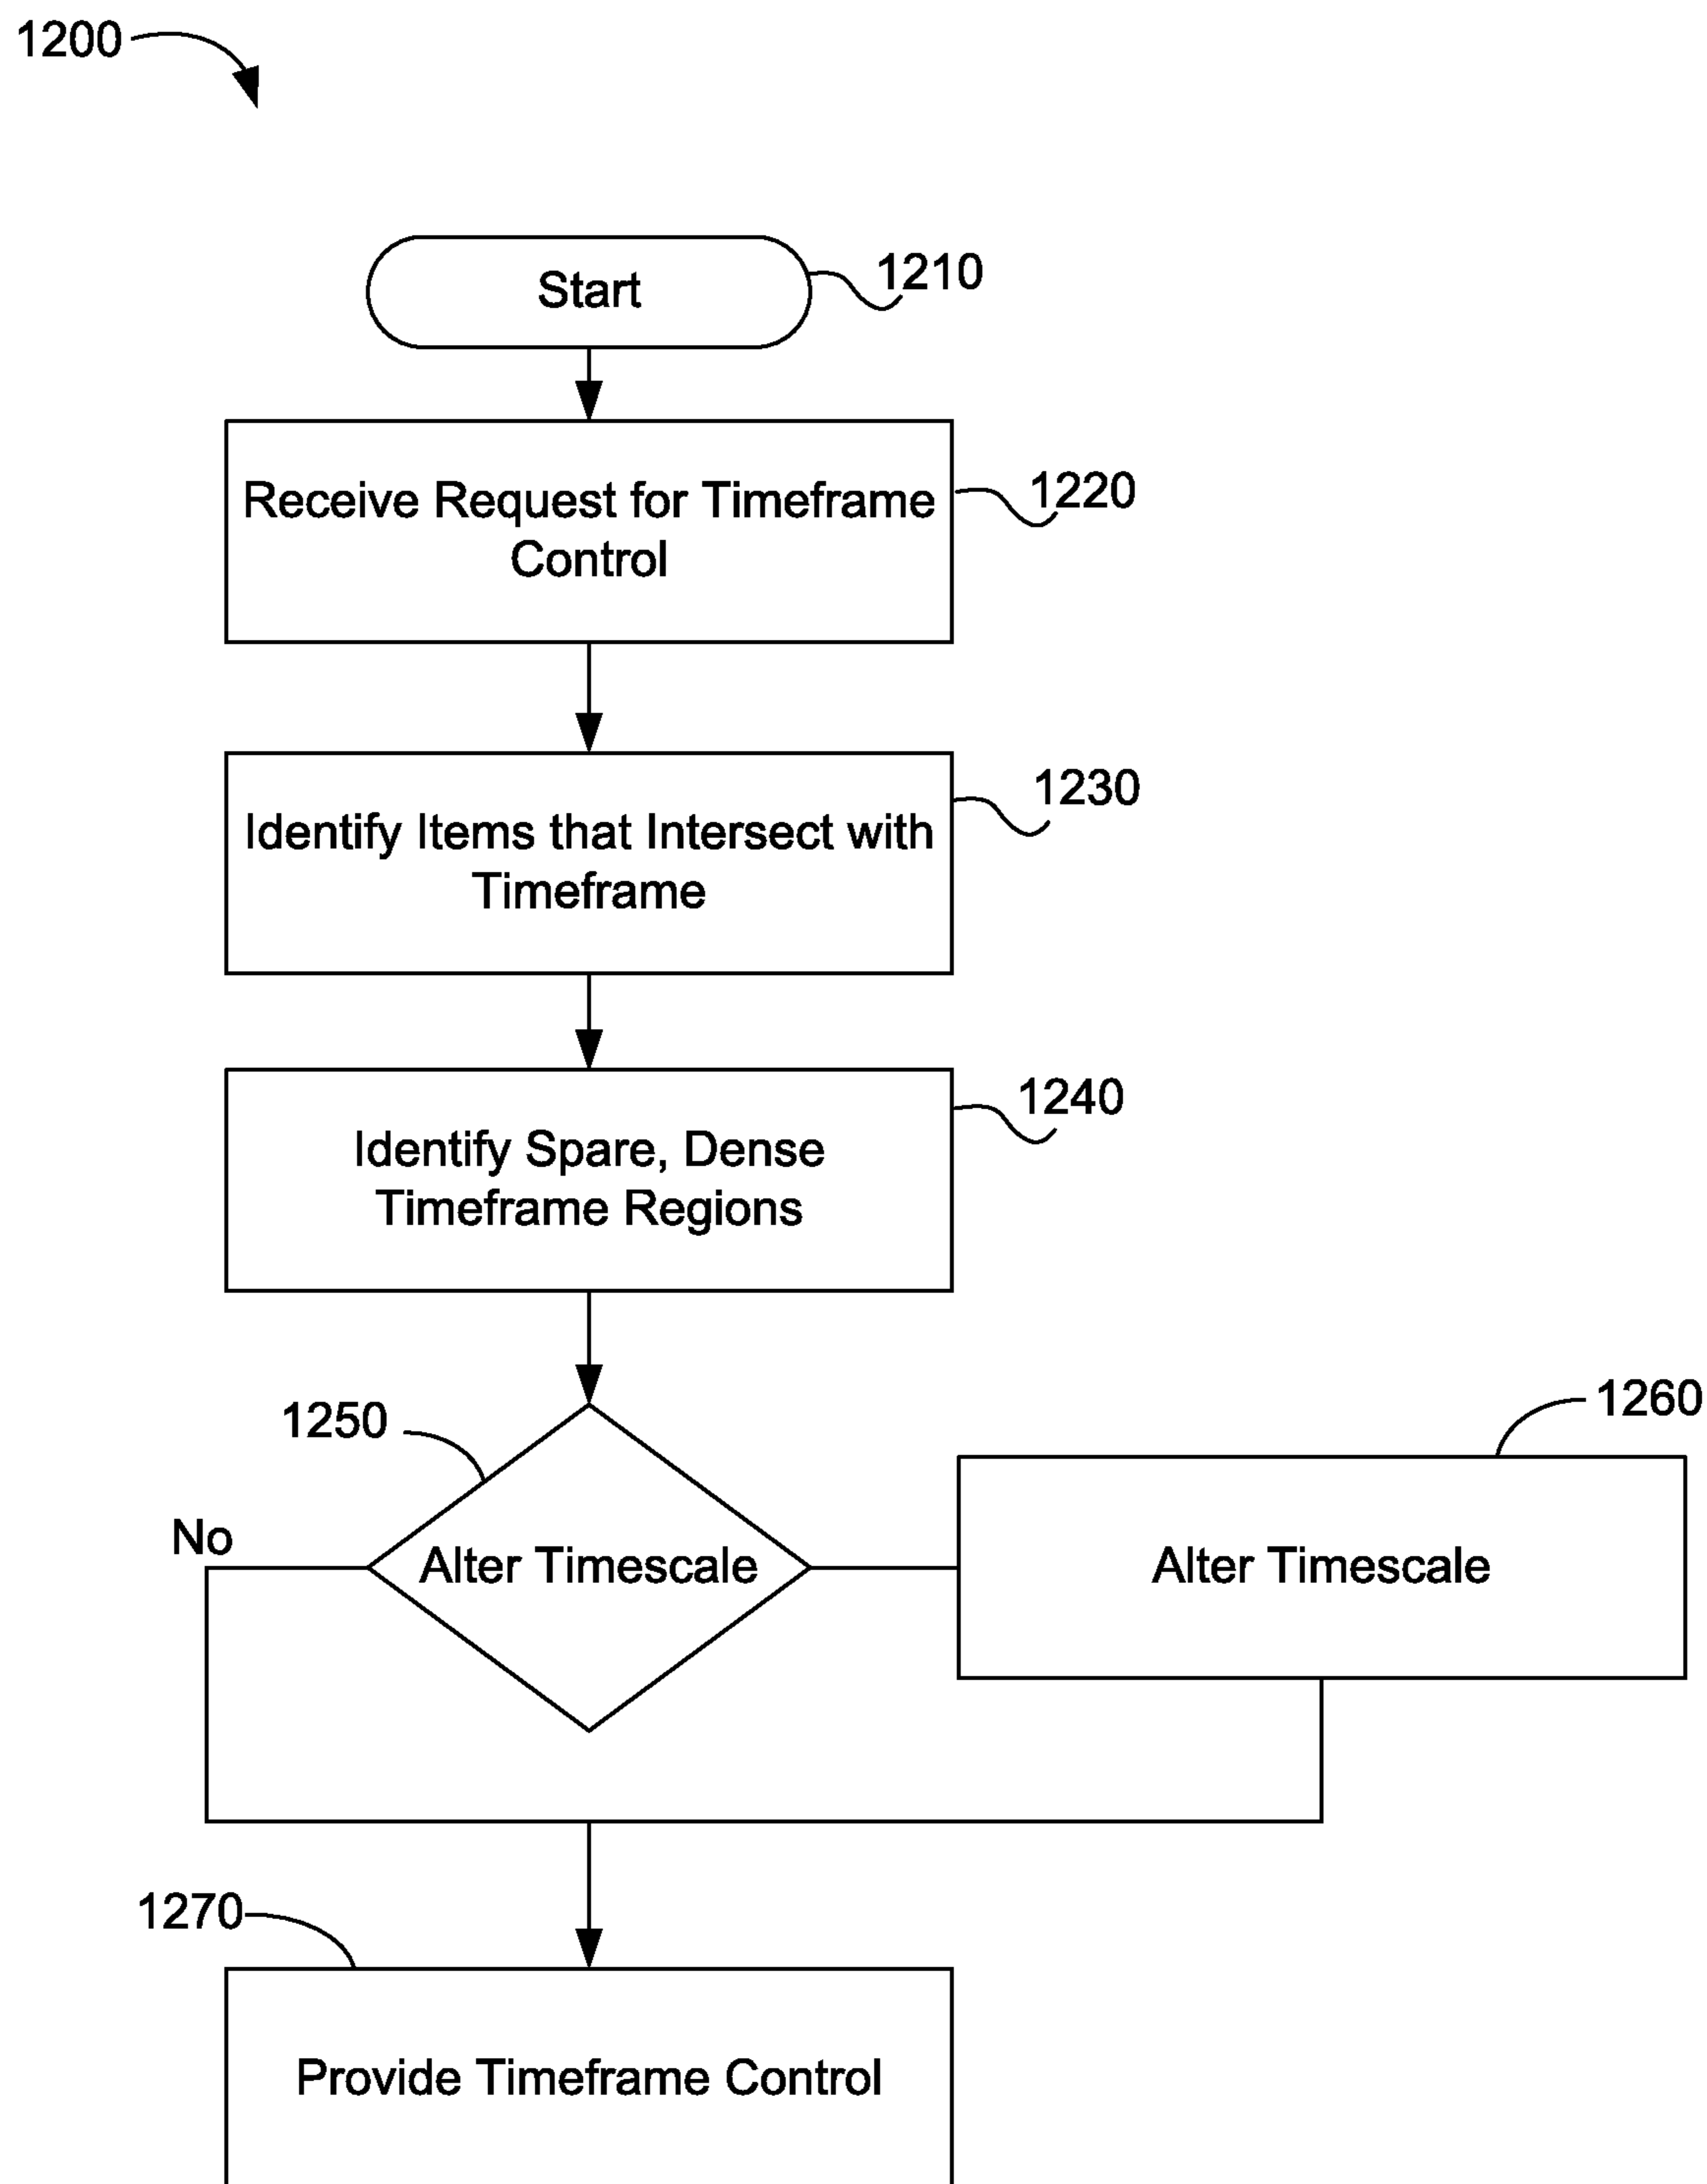 1200
Start
1210
Receive Request for Timeframe
Control
1220
Identify Items that Intersect with
Timeframe
1230
Identify Spare, Dense
Timeframe Regions
1240
1250
No
Alter Timescale
1260
Alter Timescale
1270
Provide Timeframe Control